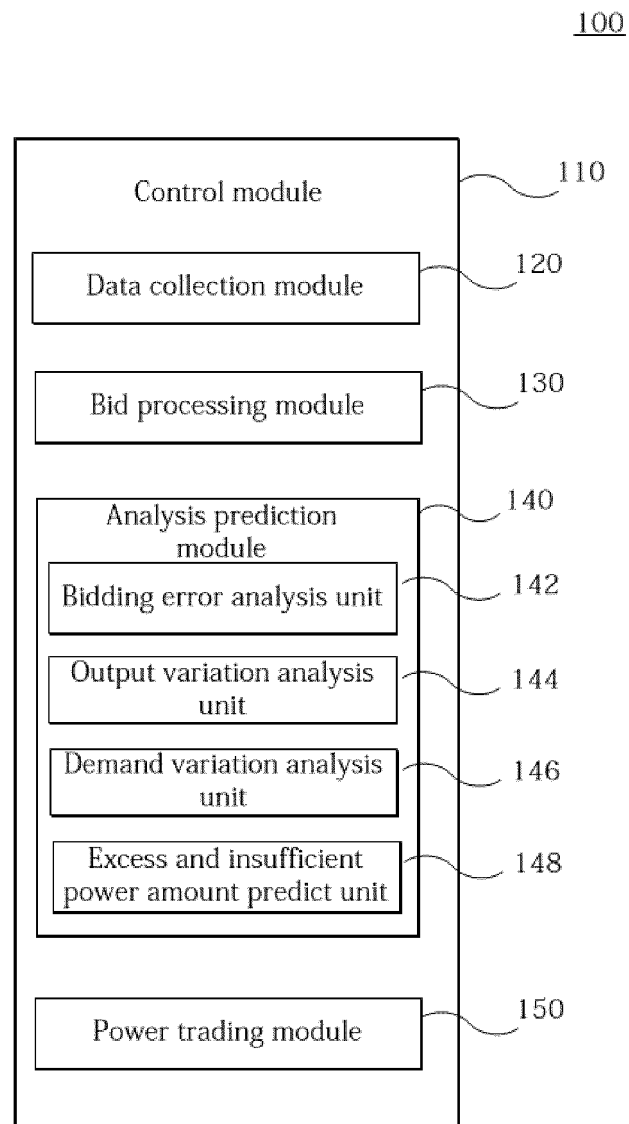 100
Control module
110
Data collection module
120
Bid processing module
130
Analysis prediction
module
140
Bidding error analysis unit
142
Output variation analysis
unit
144
Demand variation analysis
unit
146
Excess and insufficient
power amount predict unit
148
Power trading module
150